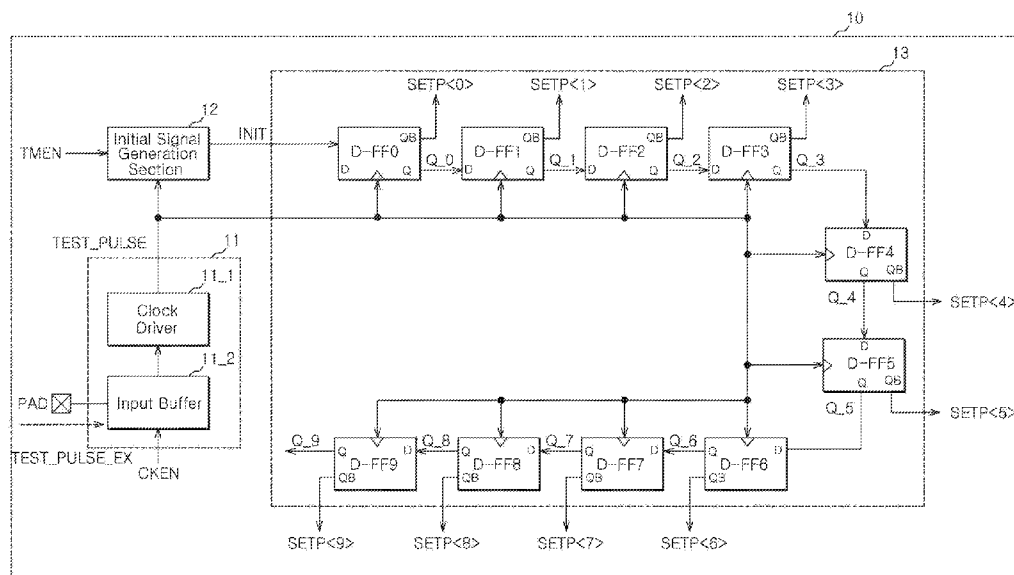 10
13
SETP<0>
SETP<1>
SETP<2>
SETP<3>
12
INIT
TMEN
Initial Signal
Generation
Section
QB
D-FF0
D
Q
Q_0
QB
D-FF1
D
Q
Q_1
QB
D-FF2
D
Q
Q_2
QB
D-FF3
D
Q
Q_3
TEST_PULSE
11
D
D-FF4
Q
QB
Q_4
SETP<4>
11_1
Clock
Driver
11_2
D
D-FF5
Q
QB
Q_5
SETP<5>
PAD
Input Buffer
TEST_PULSE_EX
CKEN
Q_9
Q
D
D-FF9
QB
Q_8
Q
D
D-FF8
QB
Q_7
Q
D
D-FF7
QB
Q_6
Q
D
D-FF6
QB
SETP<9>
SETP<8>
SETP<7>
SETP<6>